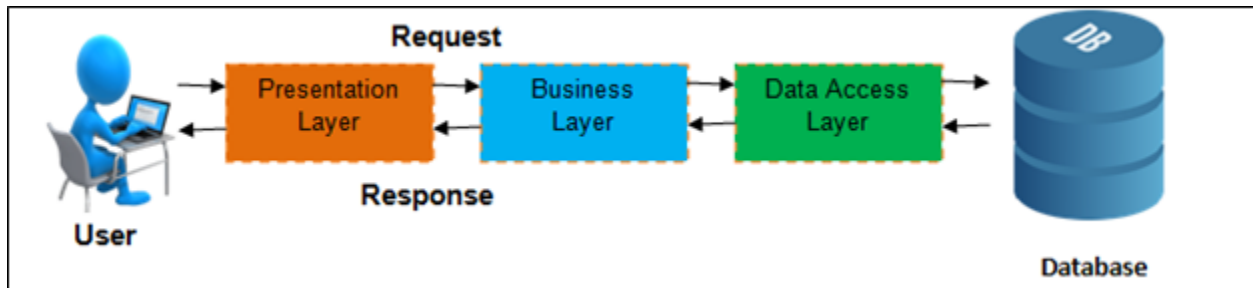 DB
Request
Presentation
Layer
Business
Layer
Data Access
Layer
Response
User
Database